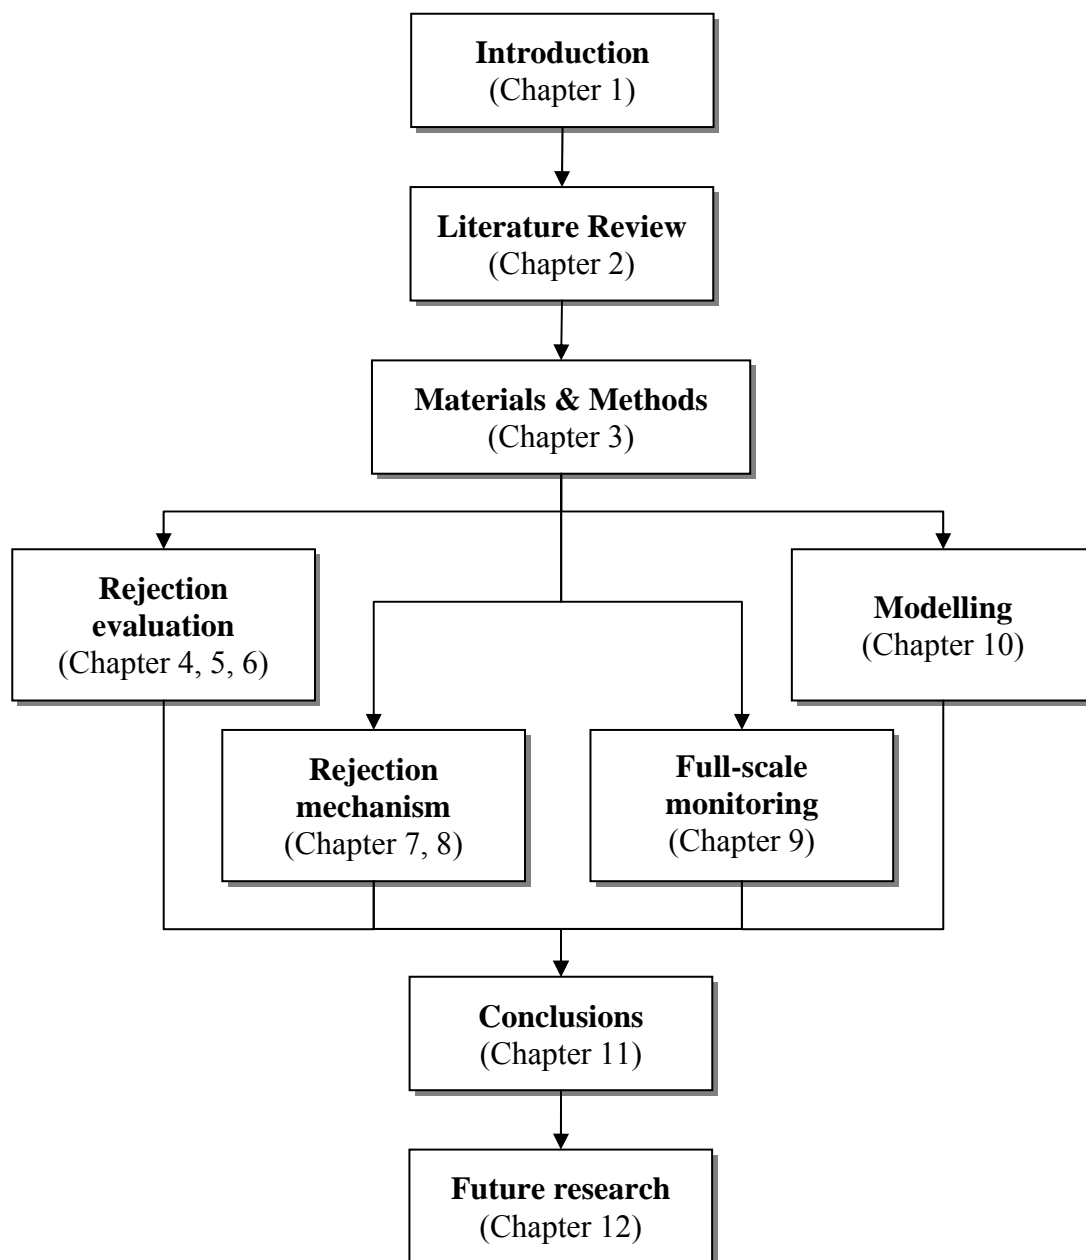 Introduction
(Chapter 1)
Literature Review
(Chapter 2)
Materials & Methods
(Chapter 3)
Rejection
evaluation
(Chapter 4, 5, 6)
Modelling
(Chapter 10)
Rejection
mechanism
(Chapter 7, 8)
Full-scale
monitoring
(Chapter 9)
Conclusions
(Chapter 11)
Future research
(Chapter 12)